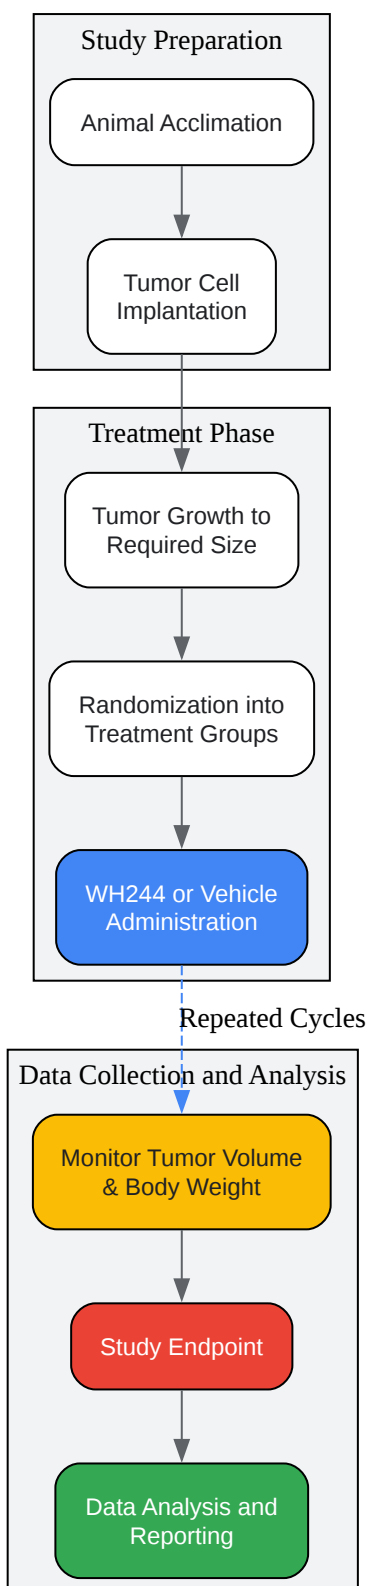 Study Preparation
Animal Acclimation
Tumor Cell
Implantation
Treatment Phase
Tumor Growth to
Required Size
Randomization into
Treatment Groups
WH244 or Vehicle
Administration
Repeated Cycles
Data Collection and Analysis
Monitor Tumor Volume
& Body Weight
Study Endpoint
Data Analysis and
Reporting